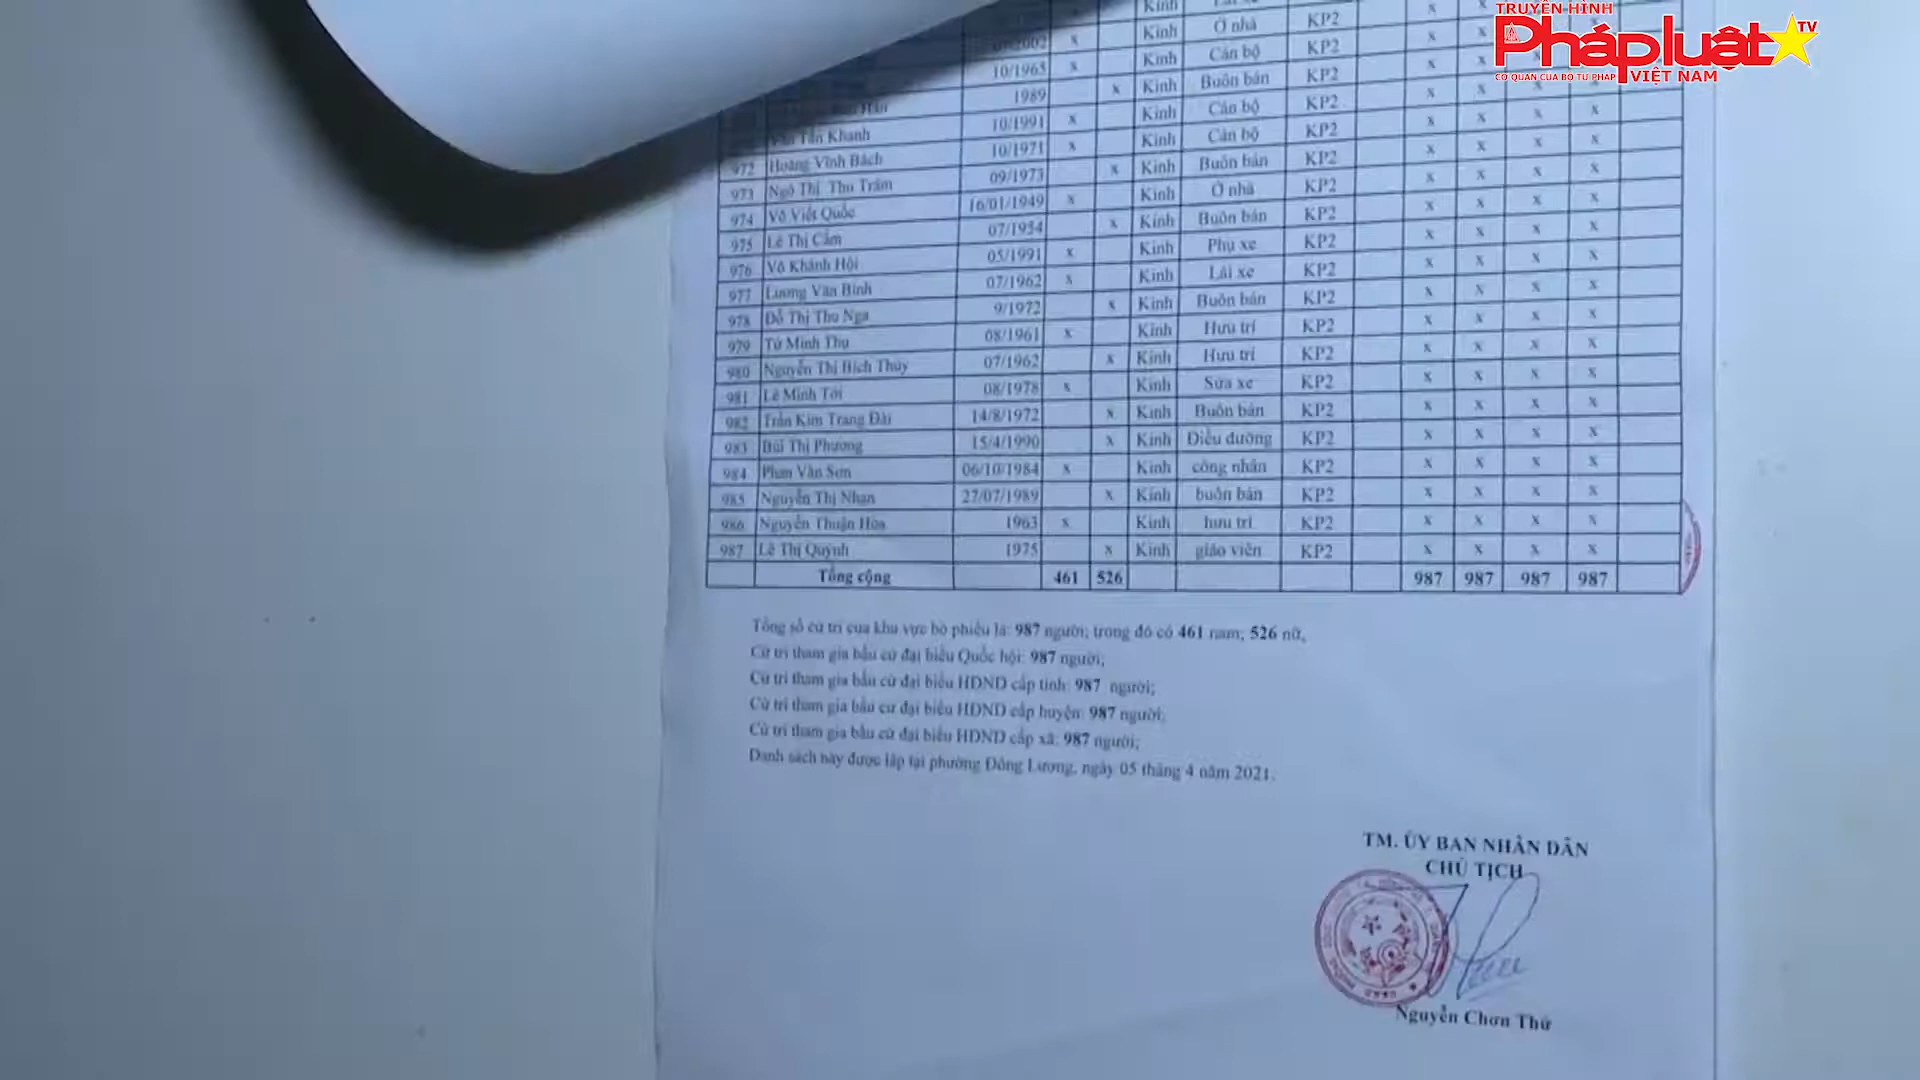 TRUYỀN HÌNH
Pháp luật TV
CƠ QUAN CỦA BỘ TƯ PHÁP VIỆT NAM
Kinh
Ở nhà KP2 x x
2002 x Kinh Cán bộ KP2 x x x x
10/1965 x Kinh Buôn bán KP2 x x x x
1989 x Kinh Cán bộ KP2 x x x x
Tấn Khanh 10/1991 x Kinh Cán bộ KP2 x x x x
972 Hoàng Vĩnh Bách 10/1971 x Kinh Buôn bán KP2 x x x x
973 Ngô Thị Thu Trâm 09/1973 x Kinh Ở nhà KP2 x x x x
974 Võ Viết Quốc 16/01/1949 x Kinh Buôn bán KP2 x x x x
975 Lê Thị Cẩm 07/1954 x Kinh Phụ xe KP2 x x x x
976 Võ Khánh Hội 05/1991 x Kinh Lái xe KP2 x x x x
977 Lương Văn Bình 07/1962 x Kinh Buôn bán KP2 x x x x
978 Đỗ Thị Thu Nga 9/1972 x Kinh Hưu trí KP2 x x x x
979 Từ Minh Thụ 08/1961 x Kinh Hưu trí KP2 x x x x
980 Nguyễn Thị Bích Thủy 07/1962 x Kinh Sửa xe KP2 x x x x
981 Lê Minh Tới 08/1978 x Kinh Buôn bán KP2 x x x x
982 Trần Kim Trang Đài 14/8/1972 x Kinh Điều dưỡng KP2 x x x x
983 Bùi Thị Phương 15/4/1990 x Kinh
984 Phan Văn Sơn 06/10/1984 x Kinh công nhân KP2 x x x x
985 Nguyễn Thị Nhạn 27/07/1989 x Kinh buôn bán KP2 x x x x
986 Nguyễn Thuận Hòa 1963 x Kinh hưu trí KP2 x x x x
987 Lê Thị Quỳnh 1975 x Kinh giáo viên KP2 x x x x
Tổng cộng 461 526 987 987 987 987
Tổng số cử tri của khu vực bỏ phiếu là: 987 người; trong đó có 461 nam; 526 nữ,
Cử tri tham gia bầu cử đại biểu Quốc hội: 987 người;
Cử tri tham gia bầu cử đại biểu HĐND cấp tỉnh: 987 người;
Cử tri tham gia bầu cử đại biểu HĐND cấp huyện: 987 người;
Cử tri tham gia bầu cử đại biểu HĐND cấp xã: 987 người;
Danh sách này được lập tại phường Đông Lương, ngày 05 tháng 4 năm 2021.
TM. ỦY BAN NHÂN DÂN
CHỦ TỊCH
Nguyễn Chơn Thứ